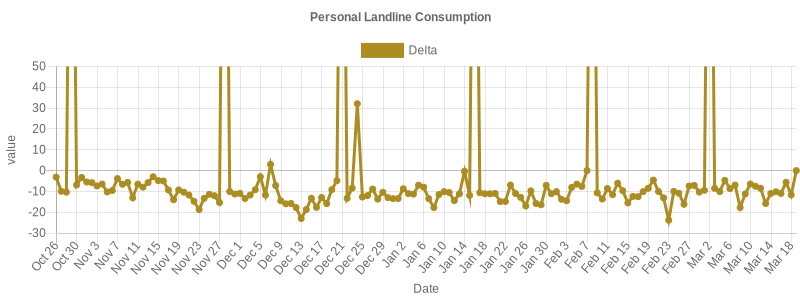 Personal Landline Consumption
Delta
value
50
40
30
20
10
0
-10
-20
-30
Oct 26
Oct 30
Nov 3
Nov 7
Nov 11
Nov 15
Nov 19
Nov 23
Nov 27
Dec 1
Dec 5
Dec 9
Dec 13
Dec 17
Dec 21
Dec 25
Dec 29
Jan 2
Jan 6
Jan 10
Jan 14
Jan 18
Jan 22
Jan 26
Jan 30
Feb 3
Feb 7
Feb 11
Feb 15
Feb 19
Feb 23
Feb 27
Mar 2
Mar 6
Mar 10
Mar 14
Mar 18
Date